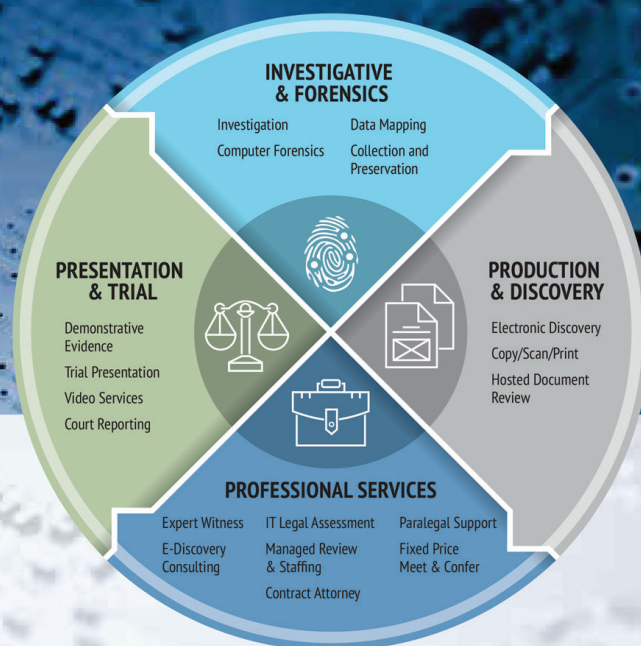 INVESTIGATIVE
& FORENSICS
Investigation
Computer Forensics
Data Mapping
Collection and
Preservation
PRESENTATION
& TRIAL
Demonstrative
Evidence
Trial Presentation
Video Services
Court Reporting
PRODUCTION
& DISCOVERY
Electronic Discovery
Copy/Scan/Print
Hosted Document
Review
PROFESSIONAL SERVICES
Expert Witness
E-Discovery
Consulting
IT Legal Assessment
Managed Review
& Staffing
Contract Attorney
Paralegal Support
Fixed Price
Meet & Confer